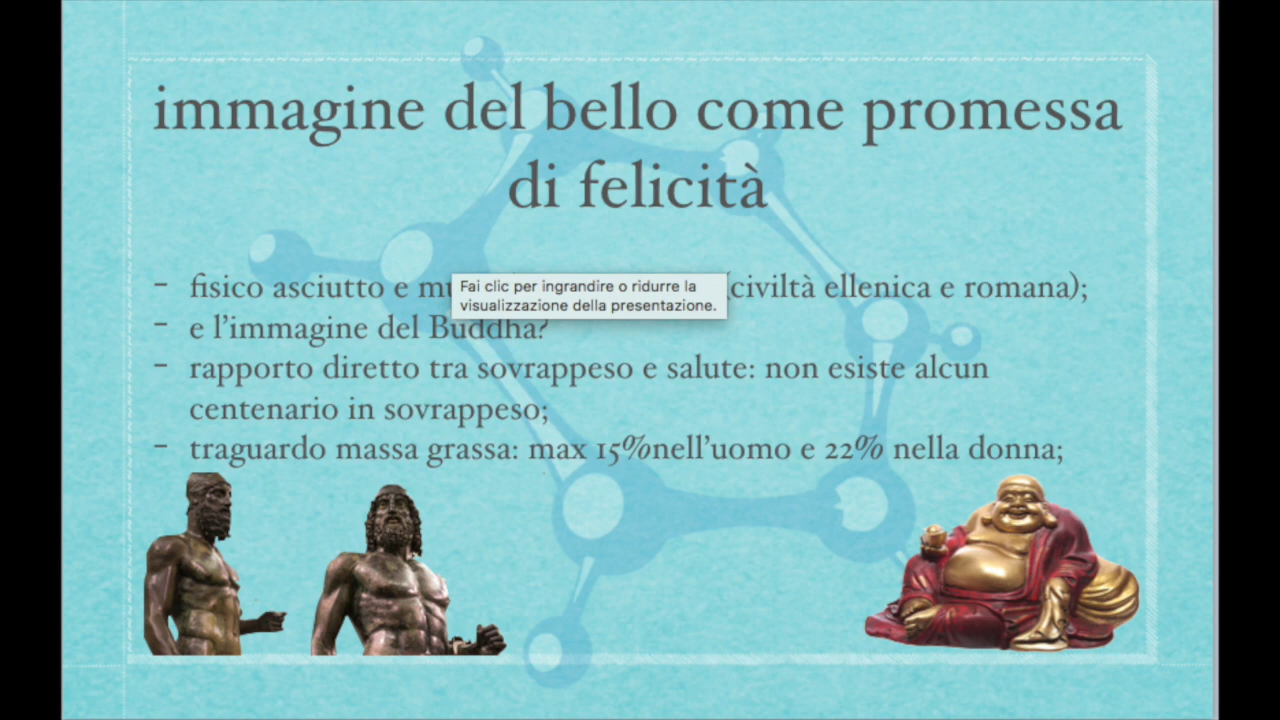 immagine del bello come promessa
di felicità
- fisico asciutto e mu (civiltà ellenica e romana);
Fai clic per ingrandire o ridurre la
visualizzazione della presentazione.
- e l'immagine del Buddha?
- rapporto diretto tra sovrappeso e salute: non esiste alcun
centenario in sovrappeso;
- traguardo massa grassa: max 15%nell'uomo e 22% nella donna;